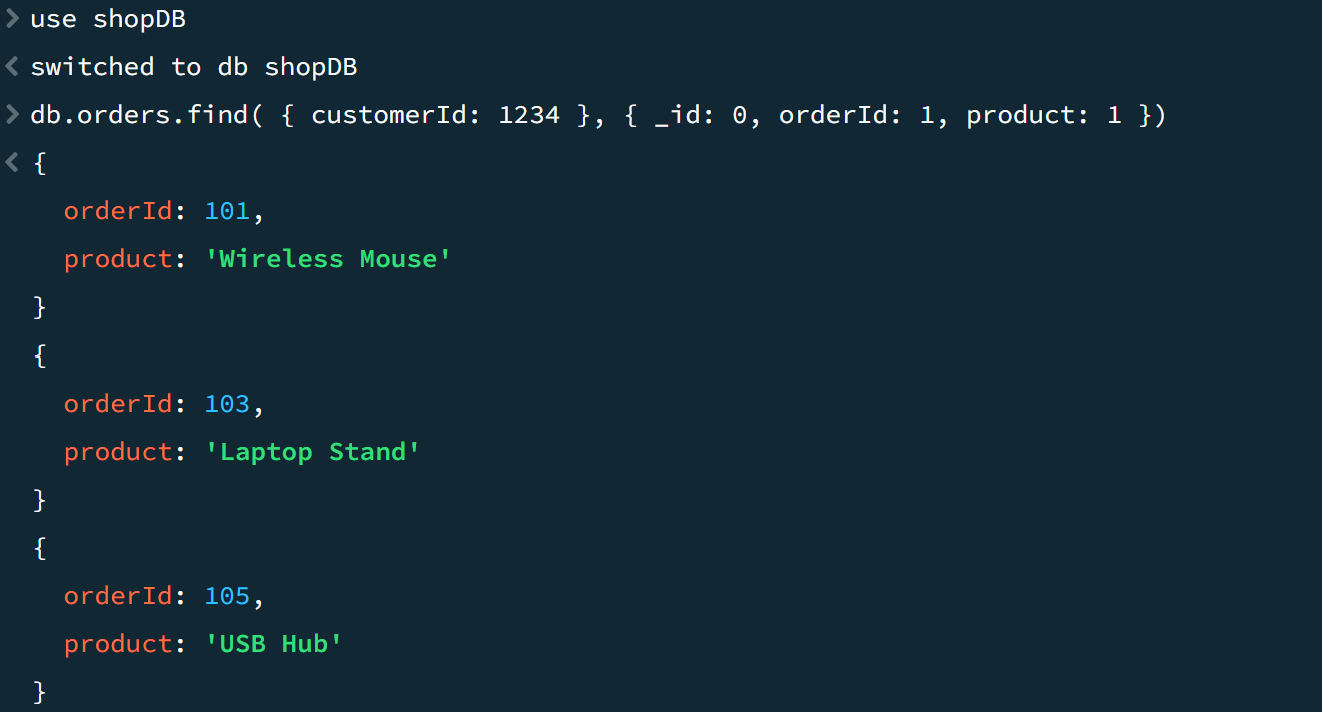 > use shopDB
< switched to db shopDB
> db.orders.find( { customerId: 1234 }, { _id: 0, orderId: 1, product: 1 })
< {
  orderId: 101,
  product: 'Wireless Mouse'
}
{
  orderId: 103,
  product: 'Laptop Stand'
}
{
  orderId: 105,
  product: 'USB Hub'
}